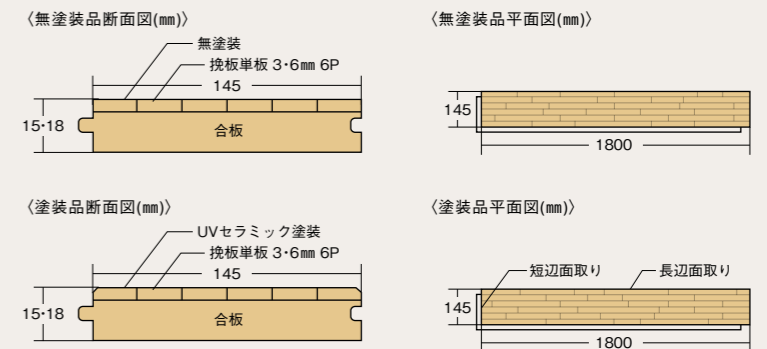 〈無塗装品断面図(㎜)〉
無塗装
挽板単板 3・6㎜ 6P
145
15・18
合板
〈無塗装品平面図(㎜)〉
145
1800
〈塗装品断面図(㎜)〉
UVセラミック塗装
挽板単板 3・6㎜ 6P
145
15・18
合板
〈塗装品平面図(㎜)〉
短辺面取り
長辺面取り
145
1800